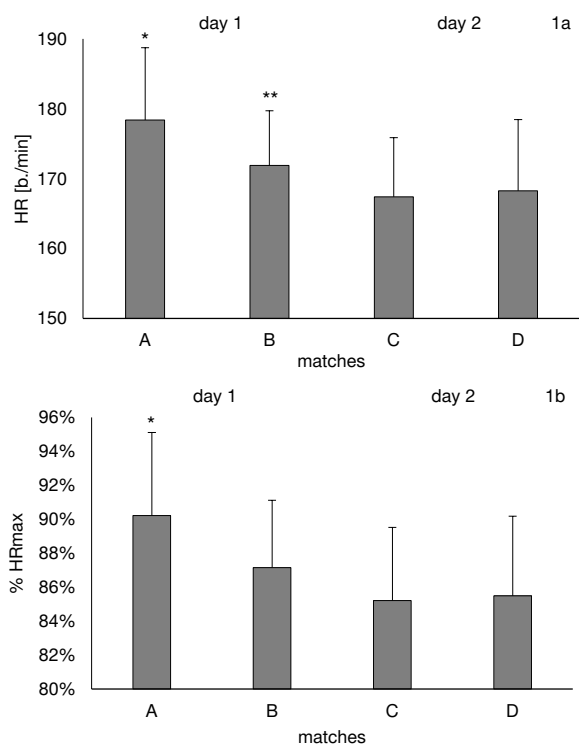 day 1 day 2 1a
190
*
180
**
HR [b./min]
170
160
150
A B C D
matches
day 1 day 2 1b
96%
*
94%
92%
90%
% HRmax
88%
86%
84%
82%
80%
A B C D
matches